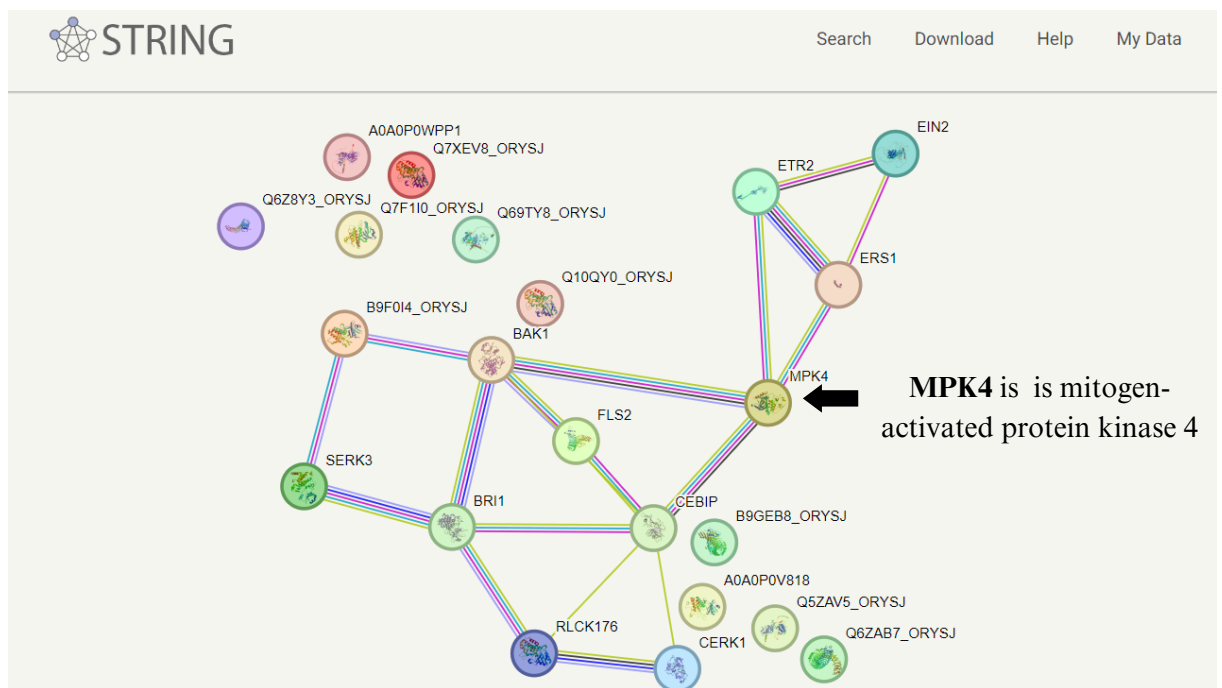 STRING
Search Download Help My Data
A0A0P0WPP1
Q7XEV8_ORYSJ
Q6Z8Y3_ORYSJ
Q7F1I0_ORYSJ
Q69TY8_ORYSJ
EIN2
ETR2
ERS1
Q10QY0_ORYSJ
B9F0I4_ORYSJ
BAK1
MPK4
MPK4 is is mitogen-
activated protein kinase 4
FLS2
SERK3
BRI1
CEBIP
B9GEB8_ORYSJ
A0A0P0V818
Q5ZAV5_ORYSJ
RLCK176
CERK1
Q6ZAB7_ORYSJ